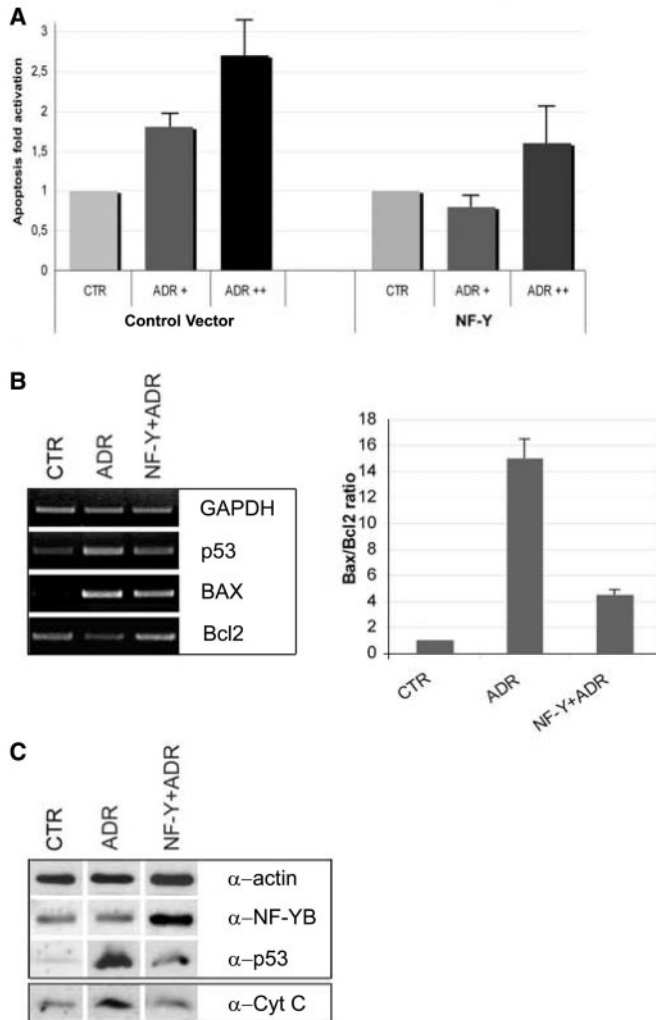 A
Apoptosis fold activation
3
2,5
2
1,5
1
0,5
0
CTR
ADR +
ADR ++
CTR
ADR +
ADR ++
Control Vector
NF-Y
B
CTR
ADR
NF-Y+ADR
GAPDH
p53
BAX
Bcl2
Bax/Bcl2 ratio
18
16
14
12
10
8
6
4
2
0
CTR
ADR
NF-Y+ADR
C
CTR
ADR
NF-Y+ADR
α–actin
α–NF-YB
α–p53
α–Cyt C